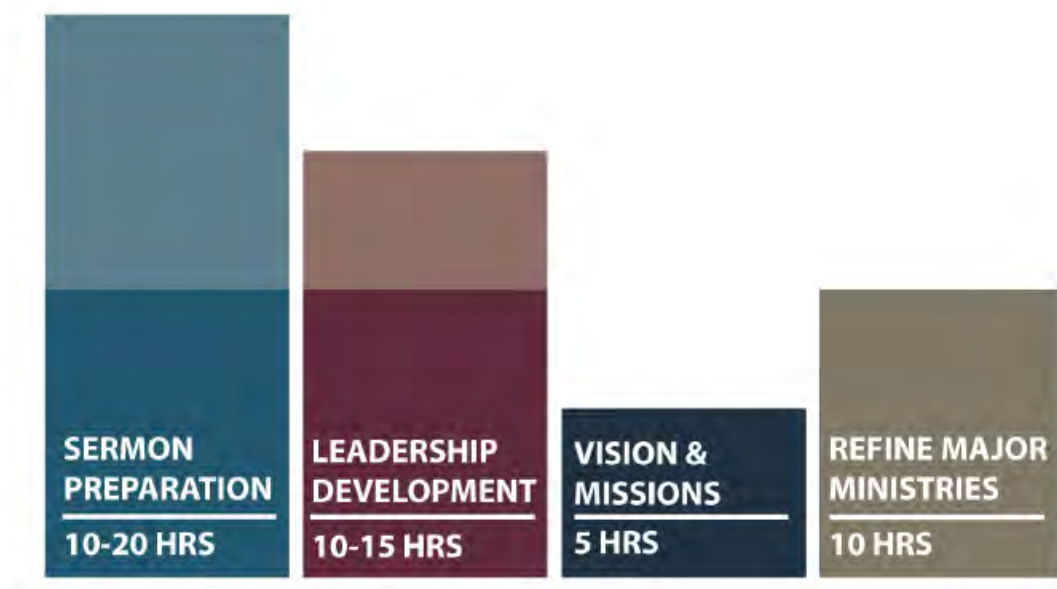 SERMON
PREPARATION
10-20 HRS
LEADERSHIP
DEVELOPMENT
10-15 HRS
VISION &
MISSIONS
5 HRS
REFINE MAJOR
MINISTRIES
10 HRS